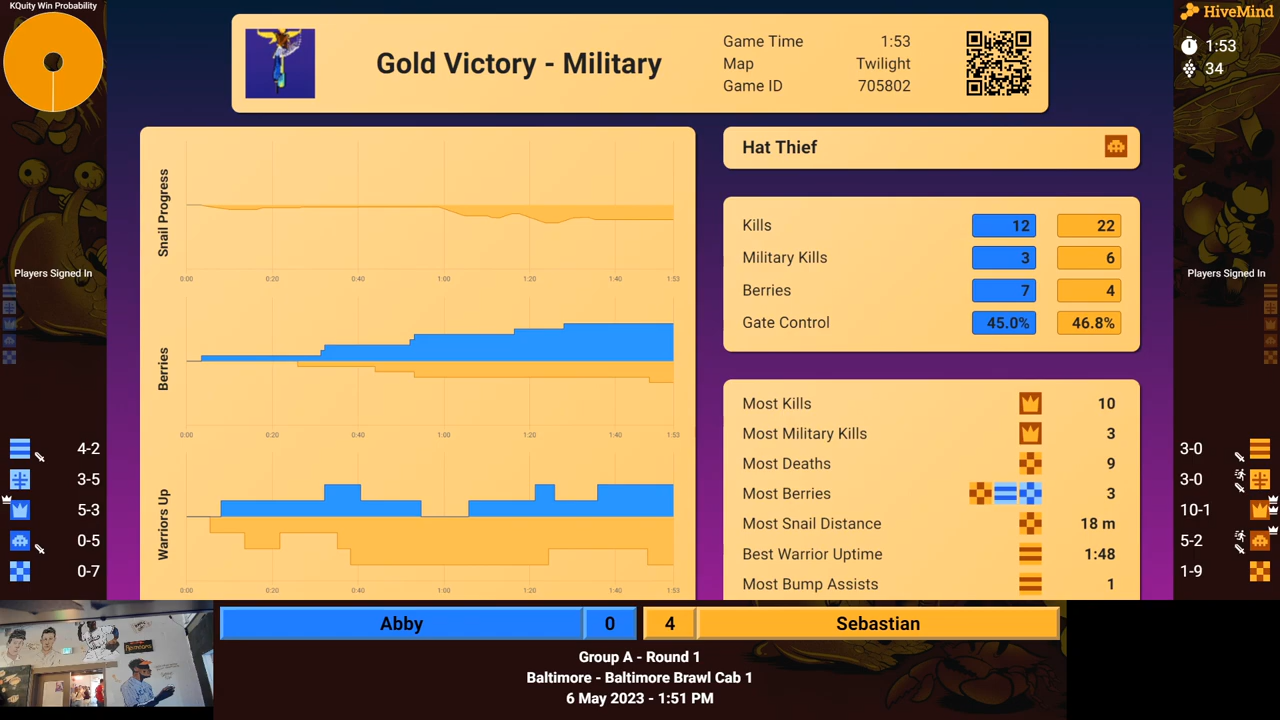 KQuity Win Probability
HiveMind
Gold Victory - Military
Game Time 1:53
Map Twilight
Game ID 705802
1:53
34
Hat Thief
Snail Progress
0:00 0:20 0:40 1:00 1:20 1:40 1:53
Kills 12 22
Military Kills 3 6
Berries 7 4
Gate Control 45.0% 46.8%
Players Signed In
Players Signed In
Berries
0:00 0:20 0:40 1:00 1:20 1:40 1:53
Most Kills 10
Most Military Kills 3
Most Deaths 9
Most Berries 3
Most Snail Distance 18 m
Best Warrior Uptime 1:48
Most Bump Assists 1
Warriors Up
0:00 0:20 0:40 1:00 1:20 1:40 1:53
4-2
3-5
5-3
0-5
0-7
3-0
3-0
10-1
5-2
1-9
Abby 0 4 Sebastian
Group A - Round 1
Baltimore - Baltimore Brawl Cab 1
6 May 2023 - 1:51 PM